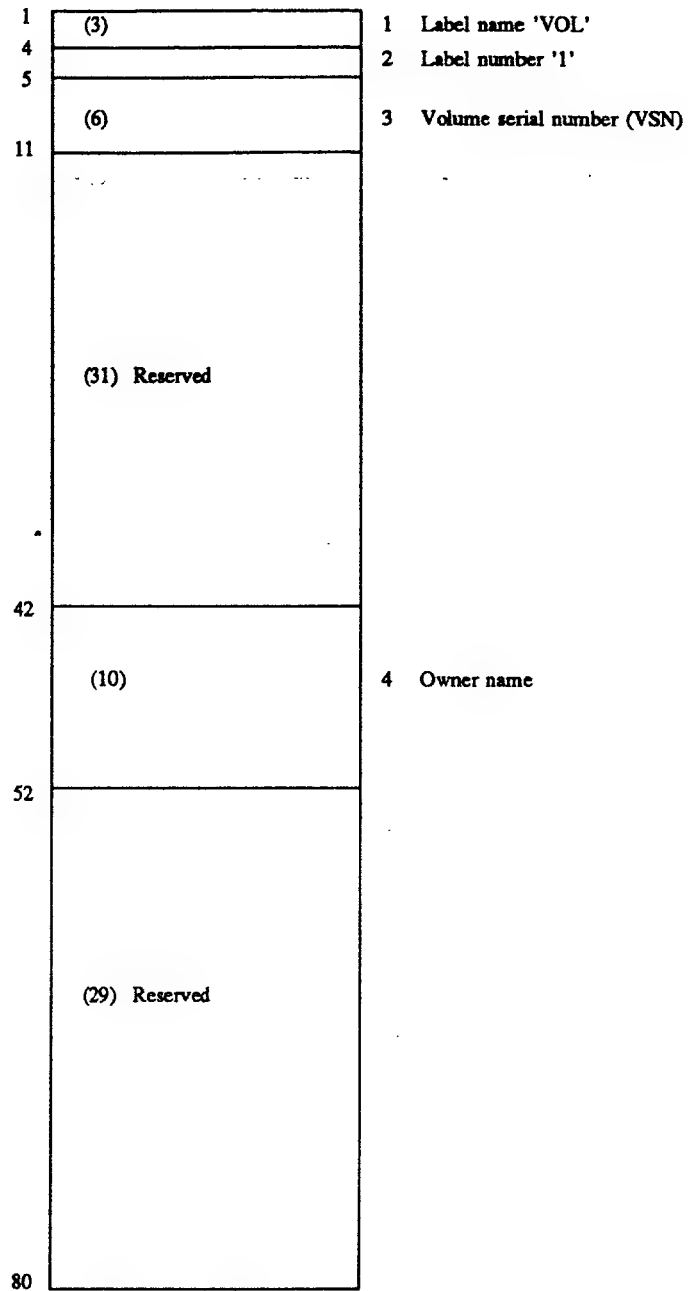 1 (3) 1 Label name 'VOL'
4
2 Label number '1'
5
(6) 3 Volume serial number (VSN)
11
(31) Reserved
42
(10) 4 Owner name
52
(29) Reserved
80